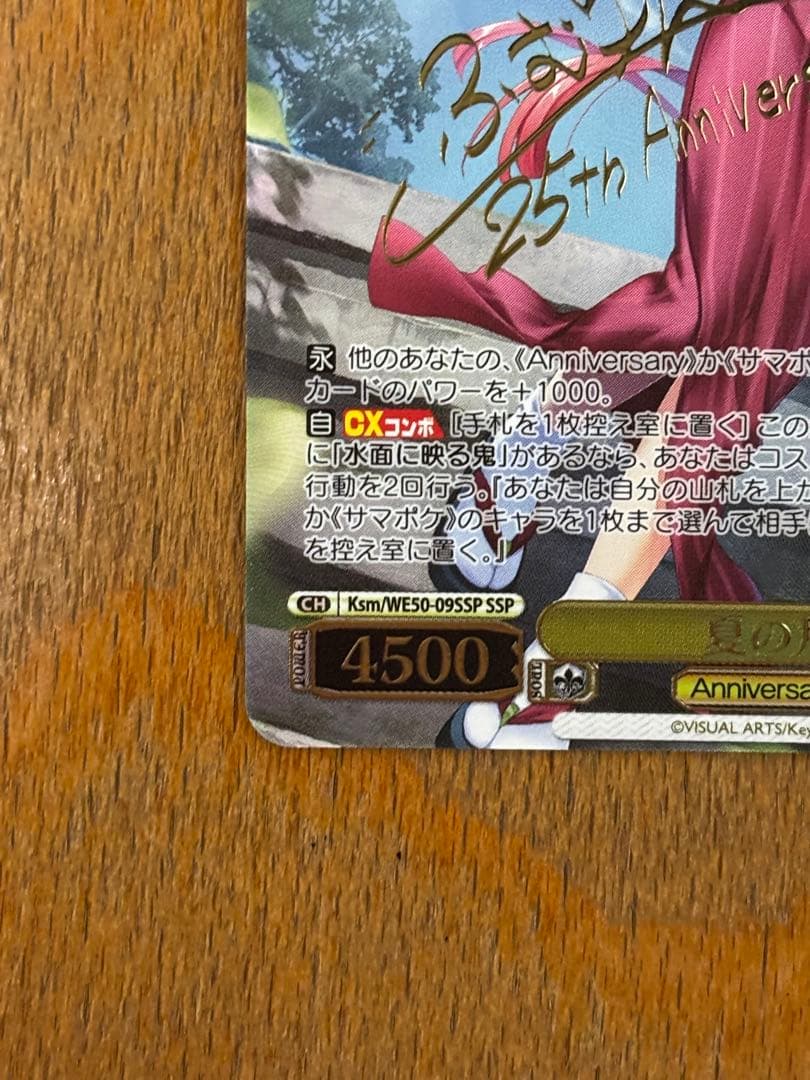 ふむ
25th Annivers
永 他のあなたの、《Anniversary》か《サマポ
カードのパワーを+1000。
自 CXコンボ [手札を1枚控え室に置く] この
に「水面に映る鬼」があるなら、あなたはコス
行動を2回行う。『あなたは自分の山札を上か
か《サマポケ》のキャラを1枚まで選んで相手
を控え室に置く。』
CH Ksm/WE50-09SSP SSP
夏の
POWER 4500
SOUL
Anniversa
©VISUAL ARTS/Key